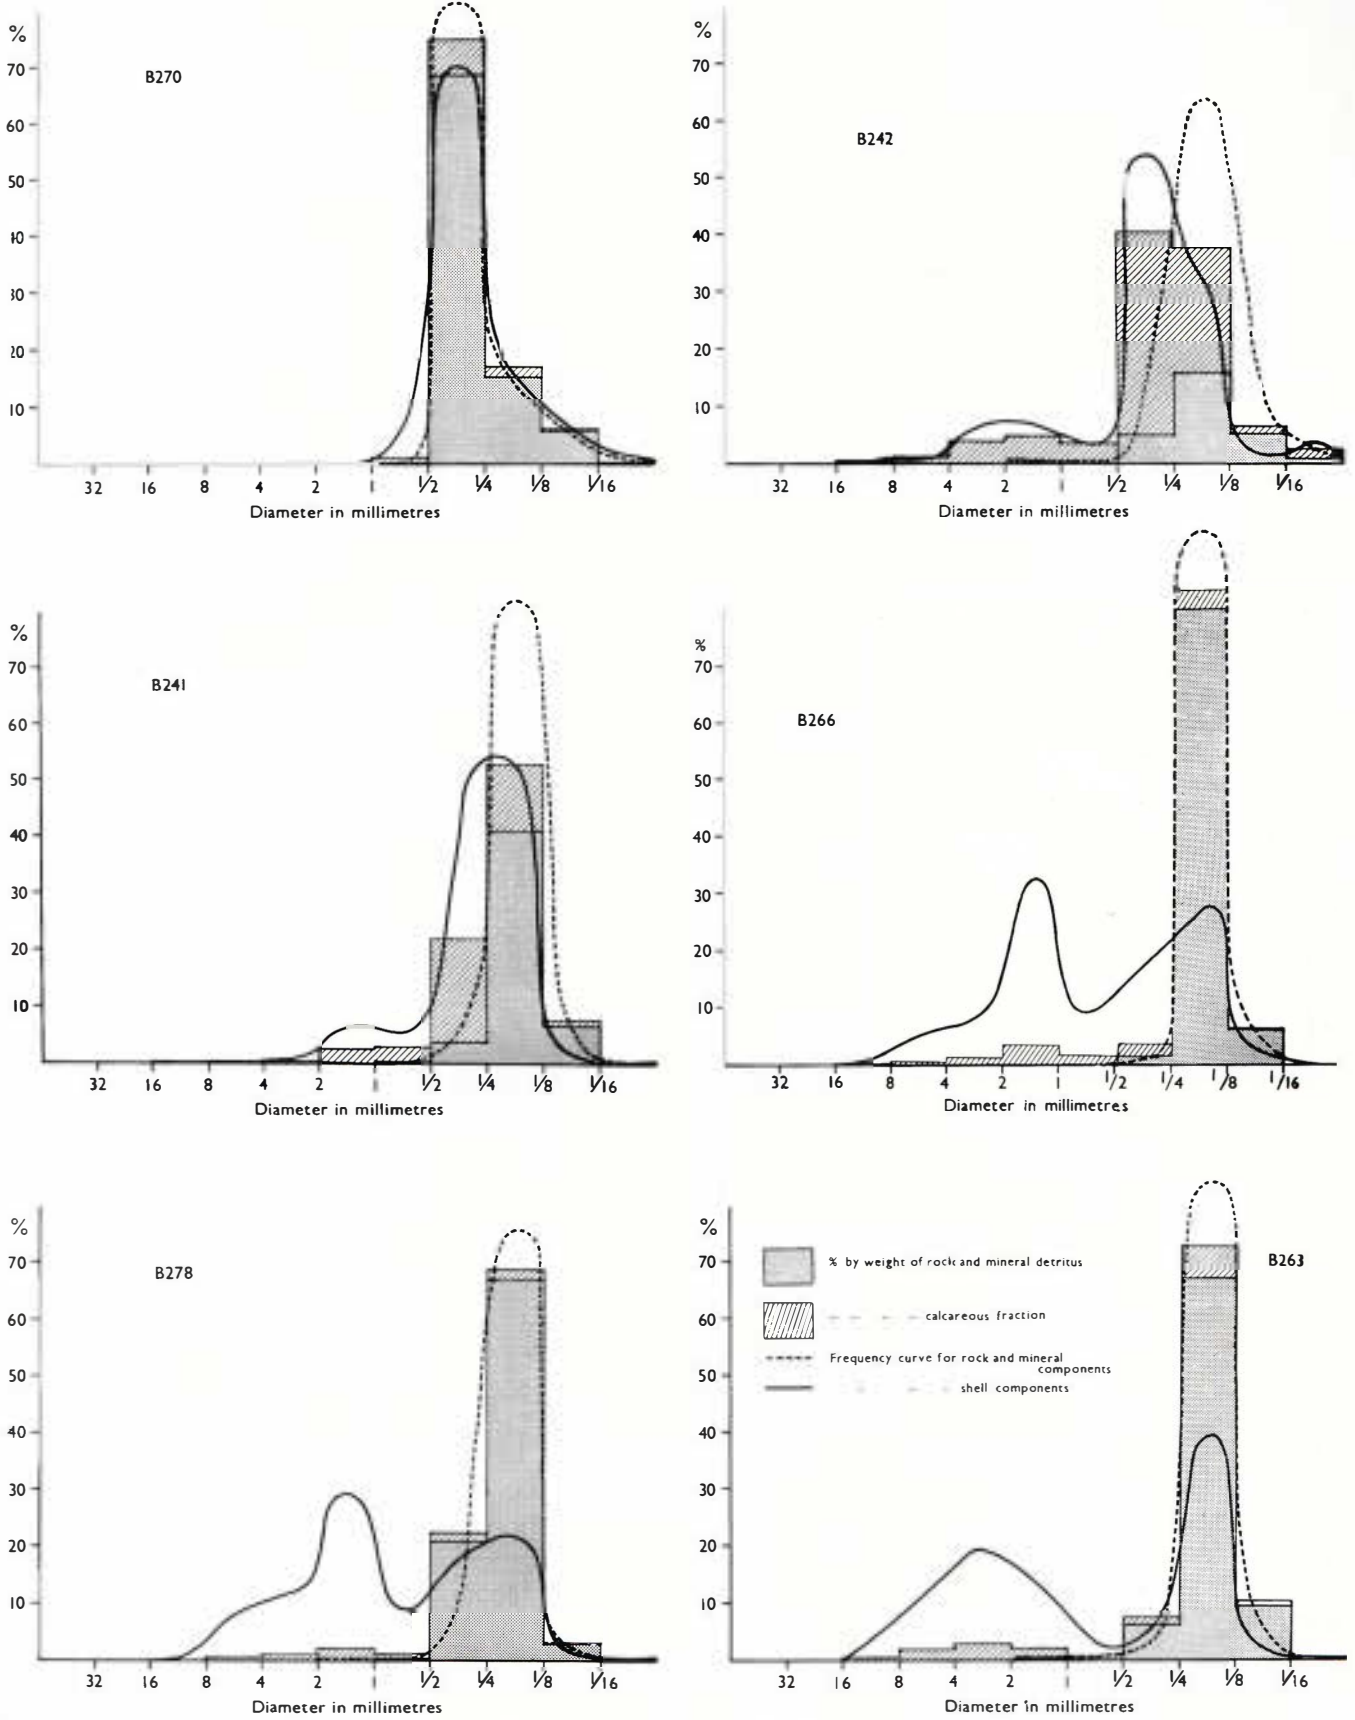 %
70
60
50
40
30
20
10
B270
32 16 8 4 2 1 1/2 1/4 1/8 1/16
Diameter in millimetres
%
70
60
50
40
30
20
10
B242
32 16 8 4 2 1 1/2 1/4 1/8 1/16
Diameter in millimetres
%
70
60
50
40
30
20
10
B241
32 16 8 4 2 1 1/2 1/4 1/8 1/16
Diameter in millimetres
%
70
60
50
40
30
20
10
B266
32 16 8 4 2 1 1/2 1/4 1/8 1/16
Diameter in millimetres
%
70
60
50
40
30
20
10
B278
32 16 8 4 2 1 1/2 1/4 1/8 1/16
Diameter in millimetres
%
70
60
50
40
30
20
10
B263
% by weight of rock and mineral detritus
calcareous fraction
Frequency curve for rock and mineral
components
shell components
32 16 8 4 2 1 1/2 1/4 1/8 1/16
Diameter in millimetres